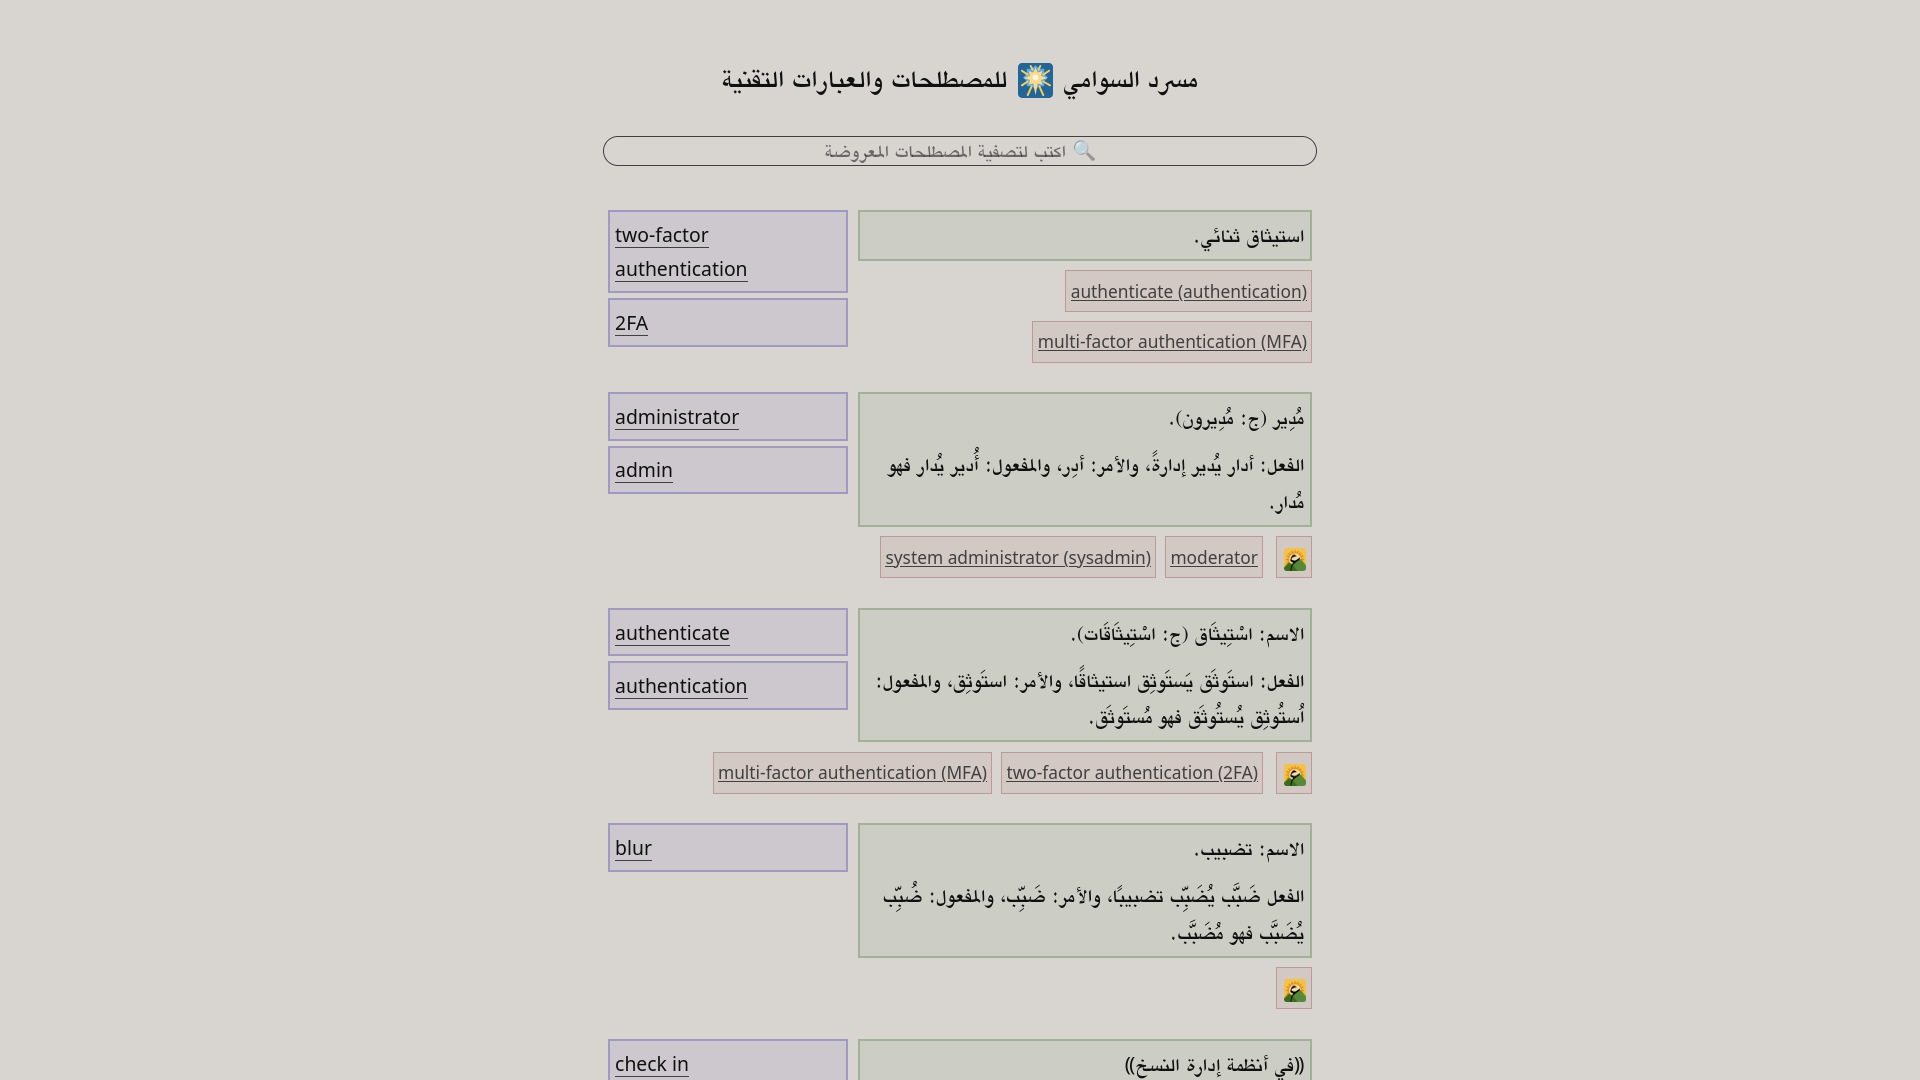 مسرد السوامي للمصطلحات والعبارات التقنية
اكتب لتصفية المصطلحات المعروضة
two-factor
authentication
2FA
استيثاق ثنائي.
authenticate (authentication)
multi-factor authentication (MFA)
administrator
admin
مُدِير (ج: مُدِيرون).
الفعل: أدار يُدير إدارةً، والأمر: أدِر، والمفعول: أُدير يُدار فهو
مُدار.
moderator
system administrator (sysadmin)
authenticate
authentication
الاسم: اسْتِيثَاق (ج: اسْتِيثَاقَات).
الفعل: استَوثَق يَستَوثِق استيثاقًا، والأمر: استَوثِق، والمفعول:
اُستُوثِق يُستُوثَق فهو مُستَوثَق.
two-factor authentication (2FA)
multi-factor authentication (MFA)
blur
الاسم: تضبيب.
الفعل ضَبَّب يُضَبِّب تضبيبًا، والأمر: ضَبِّب، والمفعول: ضُبِّب
يُضَبَّب فهو مُضَبَّب.
check in
((في أنظمة إدارة النسخ))